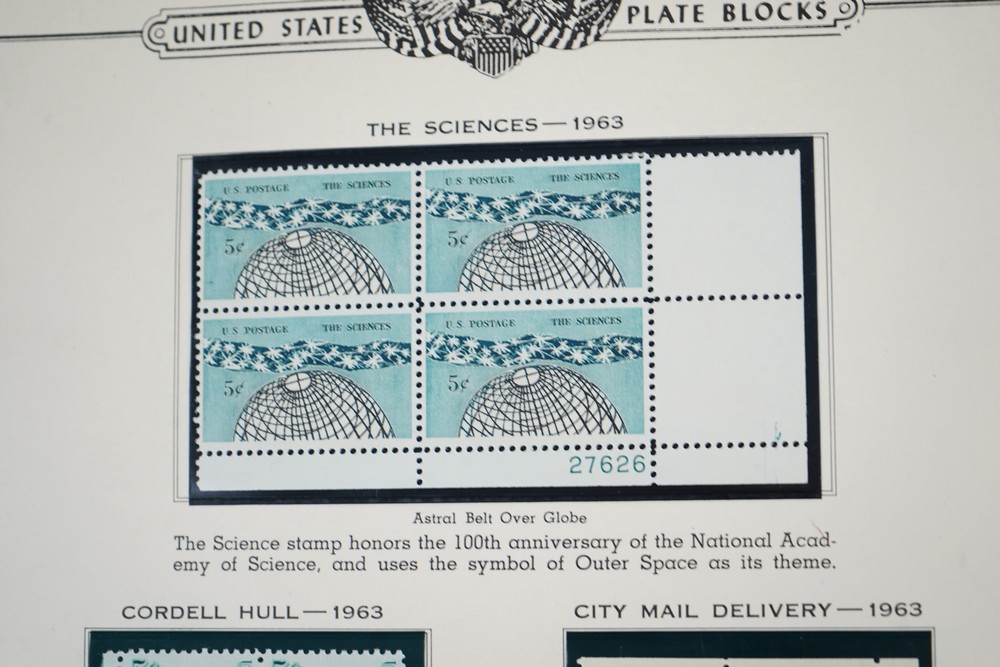 UNITED STATES PLATE BLOCKS
THE SCIENCES—1963
U.S. POSTAGE THE SCIENCES
5¢
U.S. POSTAGE THE SCIENCES
5¢
U.S. POSTAGE THE SCIENCES
5¢
U.S. POSTAGE THE SCIENCES
5¢
27626
Astral Belt Over Globe
The Science stamp honors the 100th anniversary of the National Acad-
emy of Science, and uses the symbol of Outer Space as its theme.
CORDELL HULL—1963
CITY MAIL DELIVERY—1963